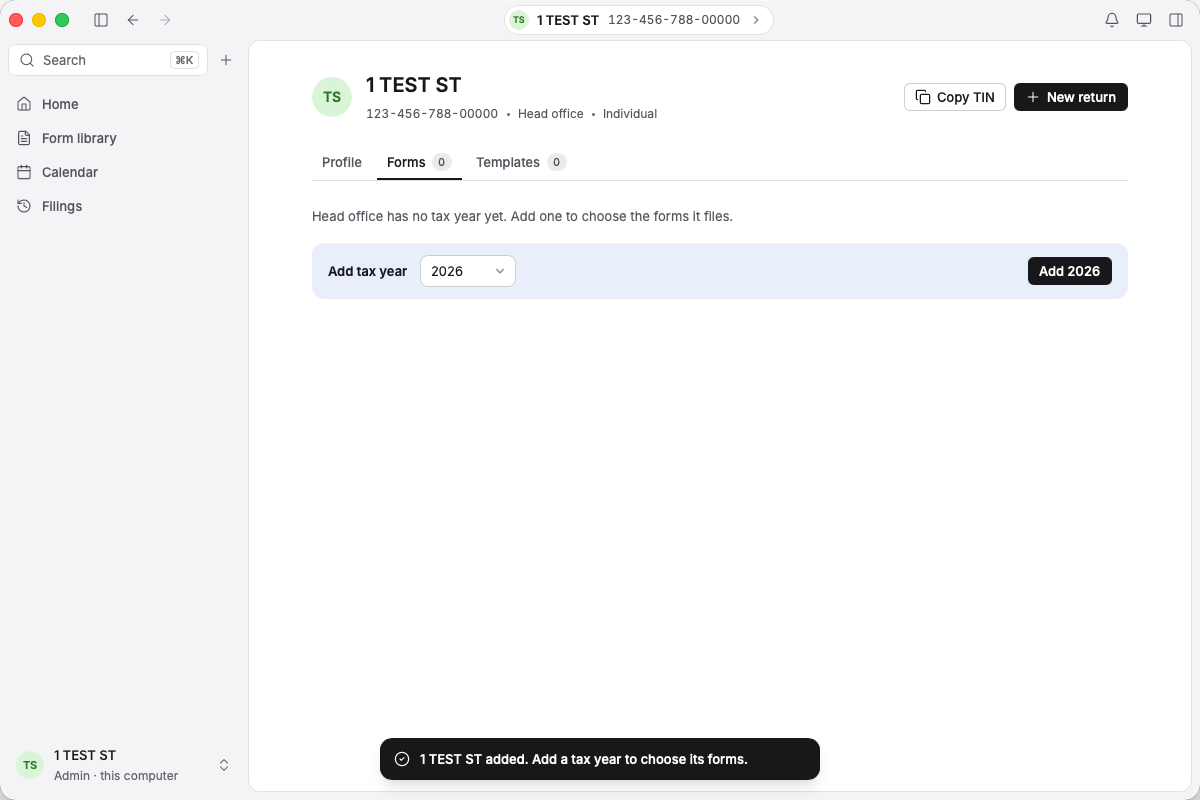 TS 1 TEST ST 123-456-788-00000
Search ⌘K
Home
Form library
Calendar
Filings
TS
1 TEST ST
123-456-788-00000 • Head office • Individual
Copy TIN
New return
Profile Forms 0 Templates 0
Head office has no tax year yet. Add one to choose the forms it files.
Add tax year 2026 Add 2026
TS
1 TEST ST
Admin · this computer
1 TEST ST added. Add a tax year to choose its forms.